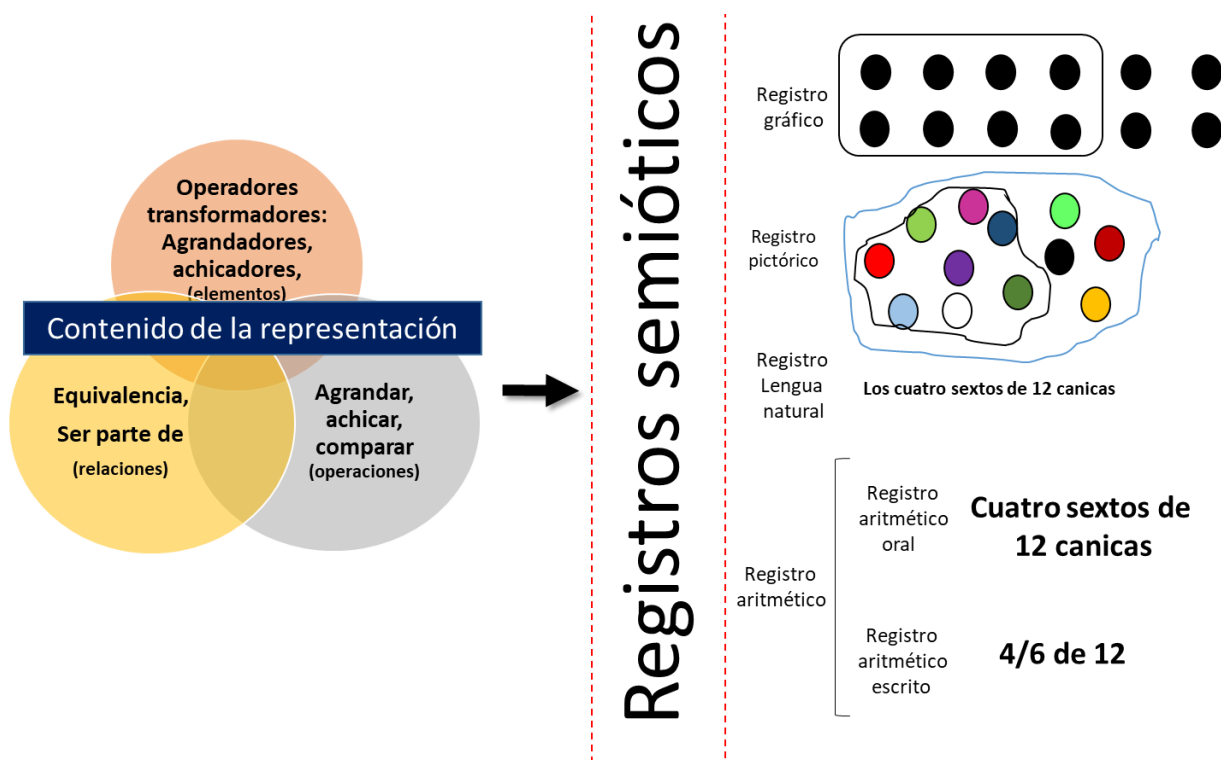 Operadores
transformadores:
Agrandadores,
achicadores,
(elementos)
Contenido de la representación
Equivalencia,
Ser parte de
(relaciones)
Agrandar,
achicar,
comparar
(operaciones)
Registros semióticos
Registro
gráfico
Registro
pictórico
Registro
Lengua
natural
Los cuatro sextos de 12 canicas
Registro
aritmético
Registro
aritmético
oral
Cuatro sextos de
12 canicas
Registro
aritmético
escrito
4/6 de 12